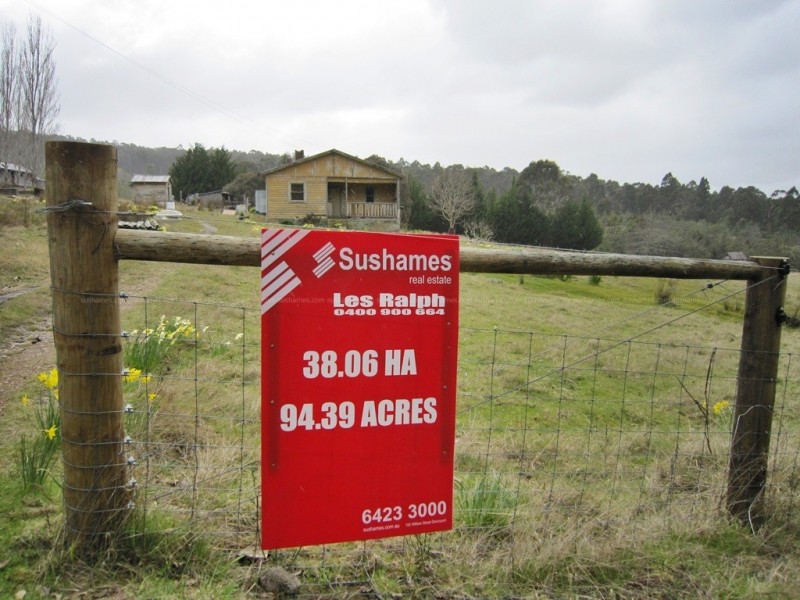 Sushames
real estate
Les Ralph
0400 900 664
38.06 HA
94.39 ACRES
6423 3000
sushames.com.au